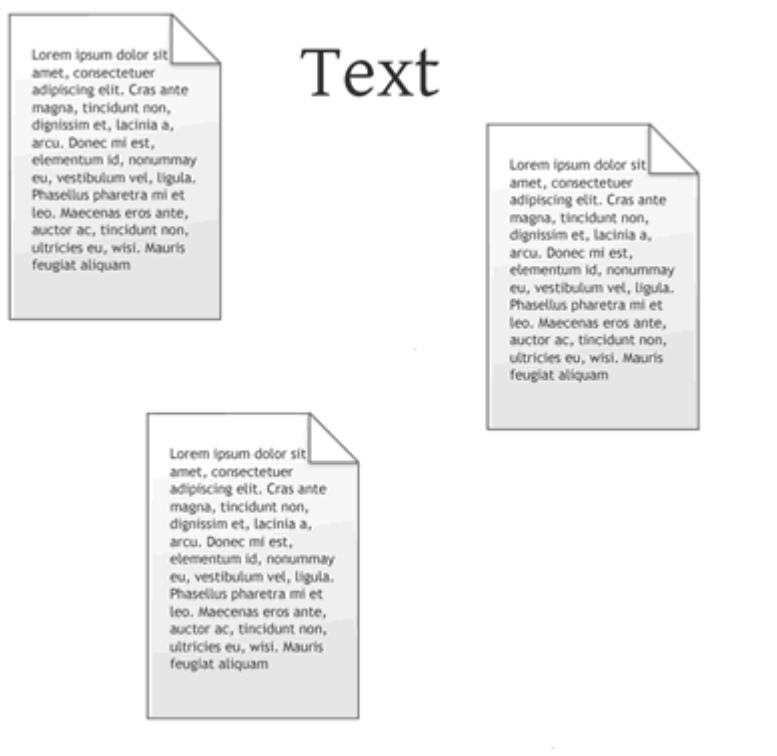 Text
Lorem ipsum dolor sit
amet, consectetuer
adipiscing elit. Cras ante
magna, tincidunt non,
dignissim et, lacinia a,
arcu. Donec mi est,
elementum id, nonummay
eu, vestibulum vel, ligula.
Phasellus pharetra mi et
leo. Maecenas eros ante,
auctor ac, tincidunt non,
ultricies eu, wisi. Mauris
feugiat aliquam
Lorem ipsum dolor sit
amet, consectetuer
adipiscing elit. Cras ante
magna, tincidunt non,
dignissim et, lacinia a,
arcu. Donec mi est,
elementum id, nonummay
eu, vestibulum vel, ligula.
Phasellus pharetra mi et
leo. Maecenas eros ante,
auctor ac, tincidunt non,
ultricies eu, wisi. Mauris
feugiat aliquam
Lorem ipsum dolor sit
amet, consectetuer
adipiscing elit. Cras ante
magna, tincidunt non,
dignissim et, lacinia a,
arcu. Donec mi est,
elementum id, nonummay
eu, vestibulum vel, ligula.
Phasellus pharetra mi et
leo. Maecenas eros ante,
auctor ac, tincidunt non,
ultricies eu, wisi. Mauris
feugiat aliquam